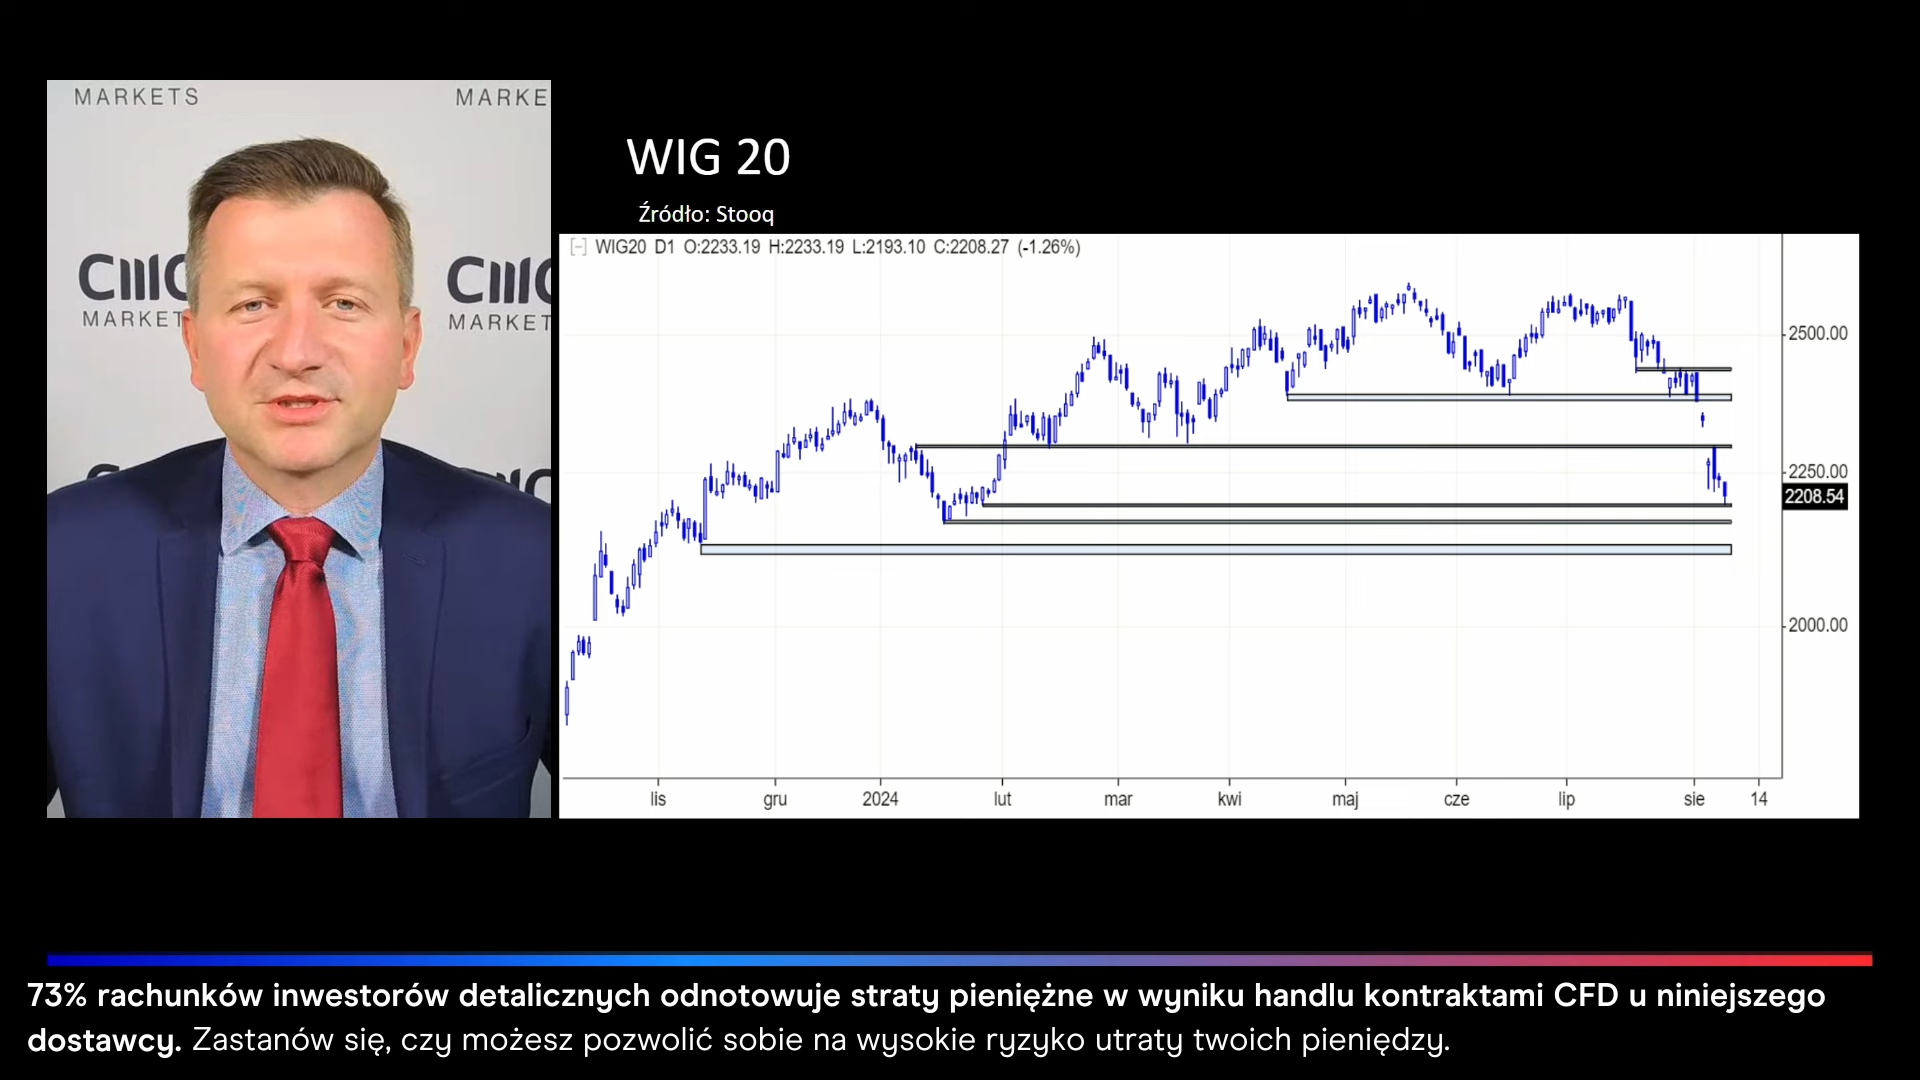 MARKETS MARKE
WIG 20
Źródło: Stooq
[-] WIG20 D1 O:2233.19 H:2233.19 L:2193.10 C:2208.27 (-1.26%)
CMC CMC
MARKET MARKET
2500.00
2250.00
2208.54
2000.00
lis gru 2024 lut mar kwi maj cze lip sie 14
73% rachunków inwestorów detalicznych odnotowuje straty pieniężne w wyniku handlu kontraktami CFD u niniejszego
dostawcy. Zastanów się, czy możesz pozwolić sobie na wysokie ryzyko utraty twoich pieniędzy.